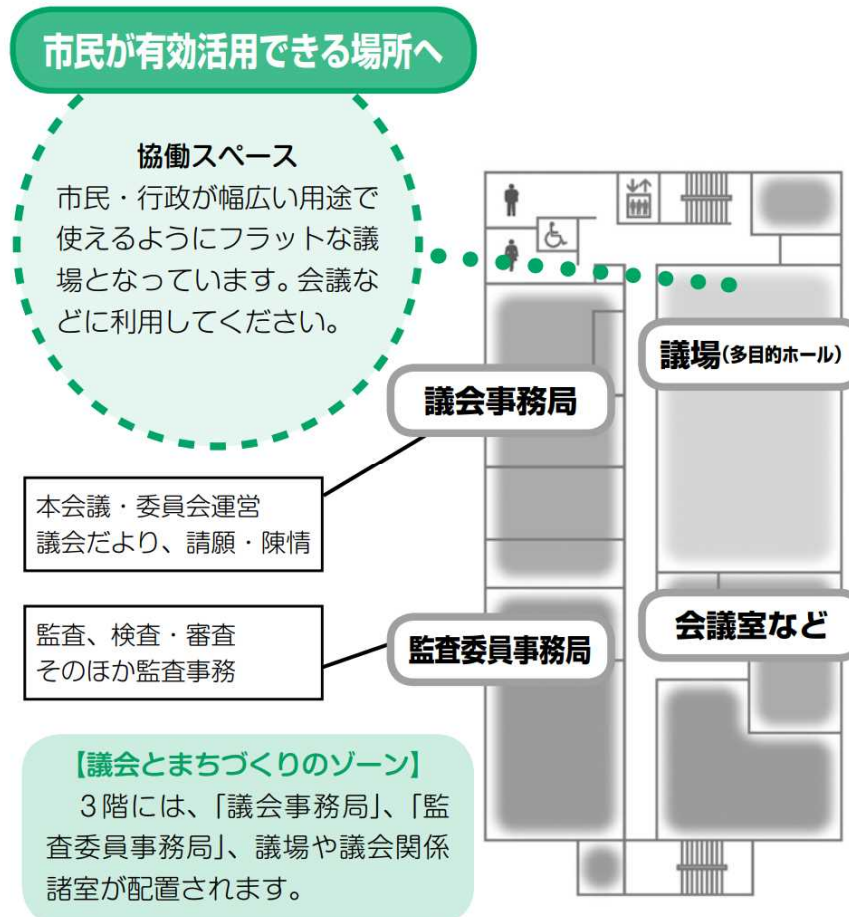 市民が有効活用できる場所へ
協働スペース
市民・行政が幅広い用途で
使えるようにフラットな議
場となっています。会議な
どに利用してください。
議場(多目的ホール)
議会事務局
本会議・委員会運営
議会だより、請願・陳情
会議室など
監査委員事務局
監査、検査・審査
そのほか監査事務
【議会とまちづくりのゾーン】
　3階には、「議会事務局」、「監
査委員事務局」、議場や議会関係
諸室が配置されます。